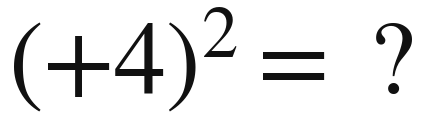 (+4)² = ?